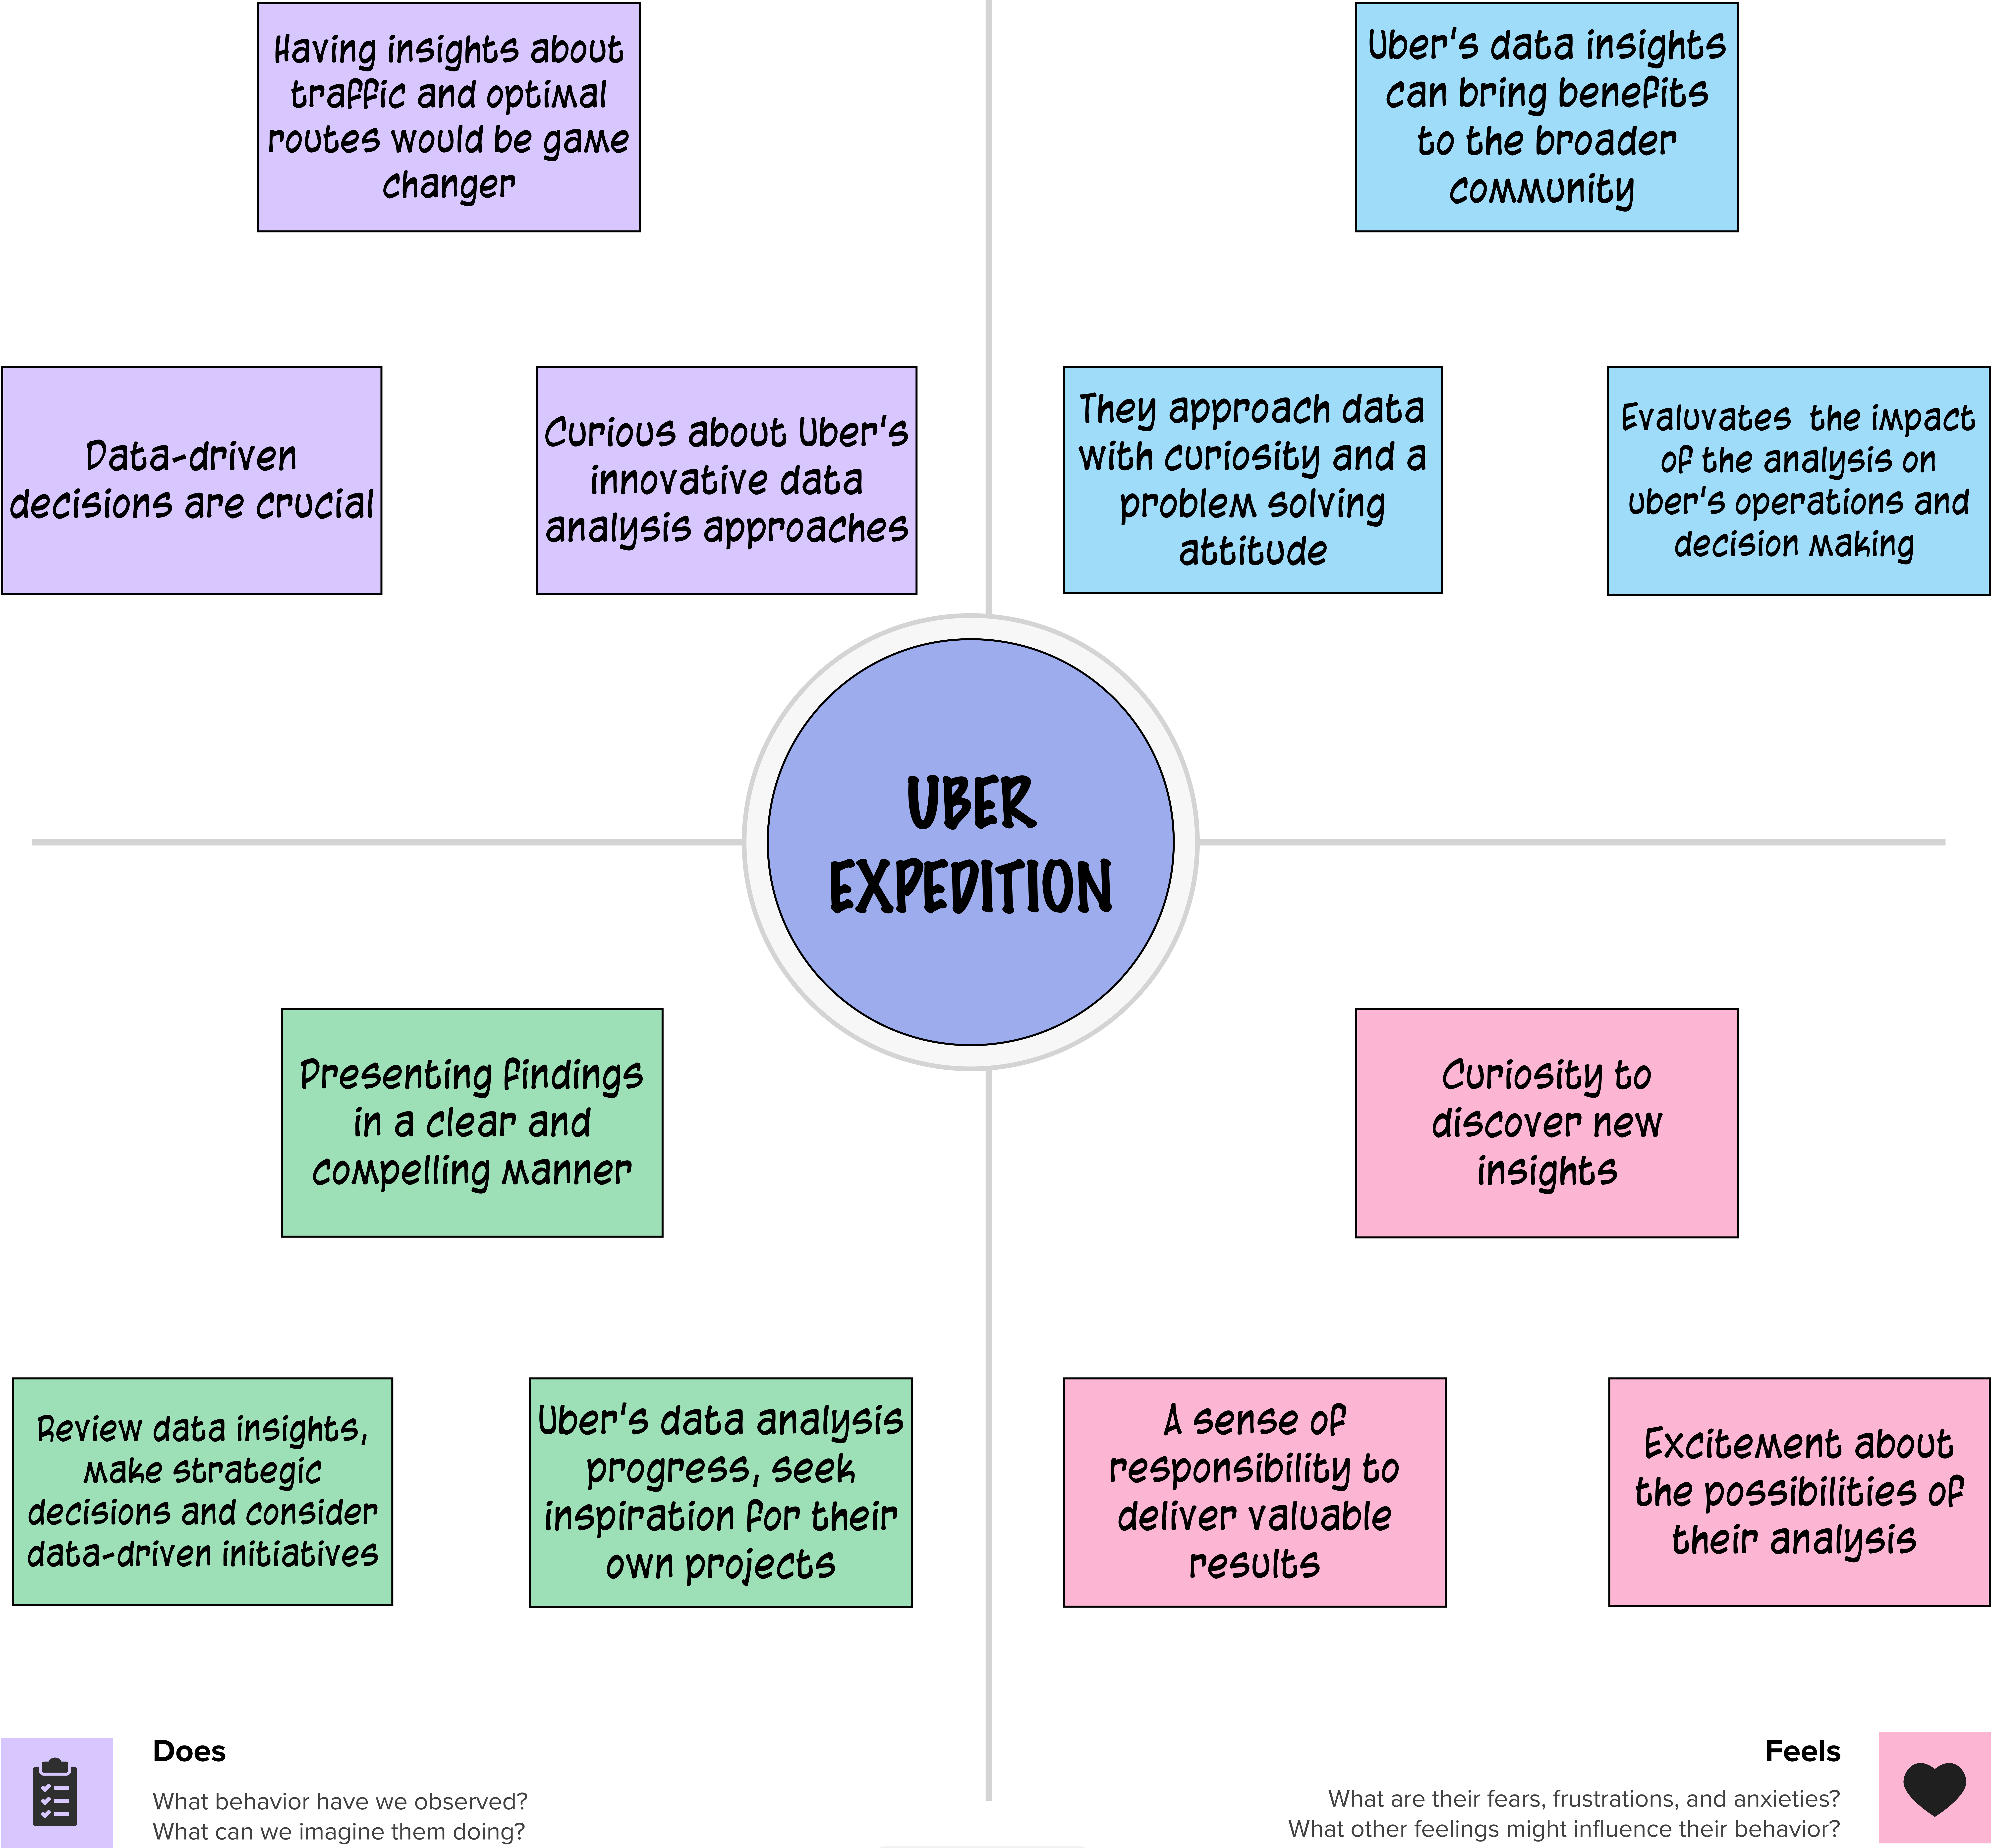 Having insights about
traffic and optimal
routes would be game
changer
Uber's data insights
can bring benefits
to the broader
community
Data-driven
decisions are crucial
Curious about Uber's
innovative data
analysis approaches
They approach data
with curiosity and a
problem solving
attitude
Evaluvates the impact
of the analysis on
uber's operations and
decision making
UBER
EXPEDITION
Presenting findings
in a clear and
compelling manner
Curiosity to
discover new
insights
Review data insights,
make strategic
decisions and consider
data-driven initiatives
Uber's data analysis
progress, seek
inspiration for their
own projects
A sense of
responsibility to
deliver valuable
results
Excitement about
the possibilities of
their analysis
Does
What behavior have we observed?
What can we imagine them doing?
Feels
What are their fears, frustrations, and anxieties?
What other feelings might influence their behavior?